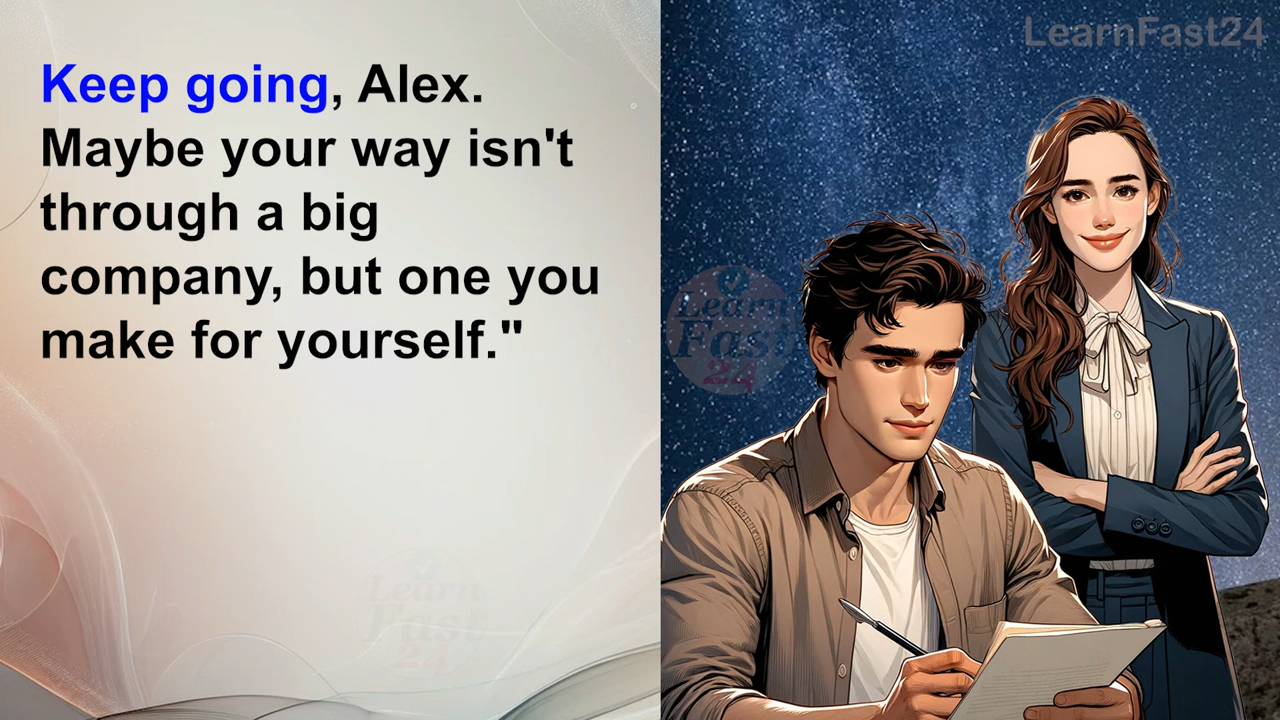 LearnFast24
Keep going, Alex.
Maybe your way isn't
through a big
company, but one you
make for yourself."
Learn
Fast
24
Learn
Fast
24